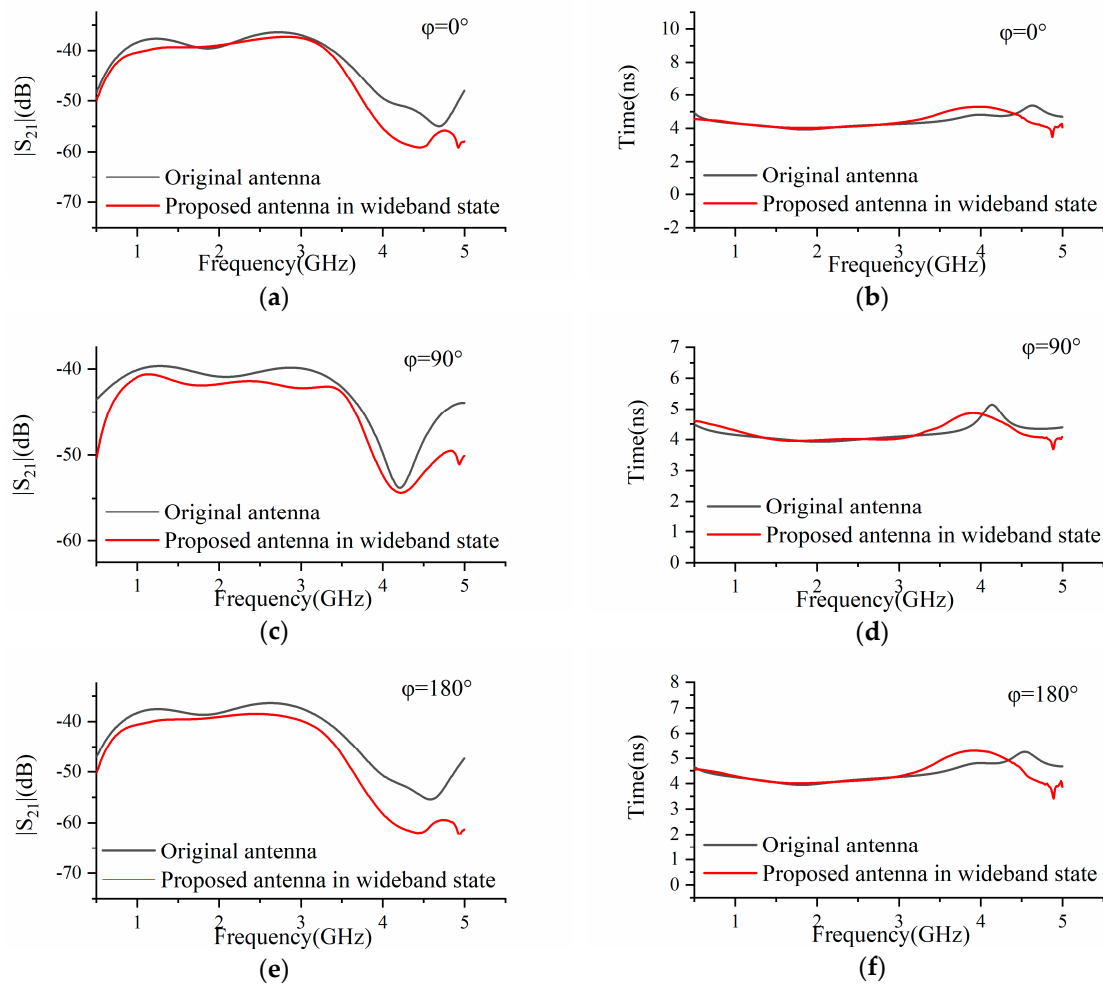 φ=0°
-40
-50
-60
-70
|S21|(dB)
Original antenna
Proposed antenna in wideband state
1
2
3
4
5
Frequency(GHz)
(a)
φ=0°
10
8
6
4
2
0
-2
Time(ns)
Original antenna
Proposed antenna in wideband state
1
2
3
4
5
Frequency(GHz)
(b)
φ=90°
-40
-50
-60
|S21|(dB)
Original antenna
Proposed antenna in wideband state
1
2
3
4
5
Frequency(GHz)
(c)
φ=90°
7
6
5
4
3
2
1
0
Time(ns)
Original antenna
Proposed antenna in wideband state
1
2
3
4
5
Frequency(GHz)
(d)
φ=180°
-40
-50
-60
-70
|S21|(dB)
Original antenna
Proposed antenna in wideband state
1
2
3
4
5
Frequency(GHz)
(e)
φ=180°
8
7
6
5
4
3
2
1
0
Time(ns)
Original antenna
Proposed antenna in wideband state
1
2
3
4
5
Frequency(GHz)
(f)